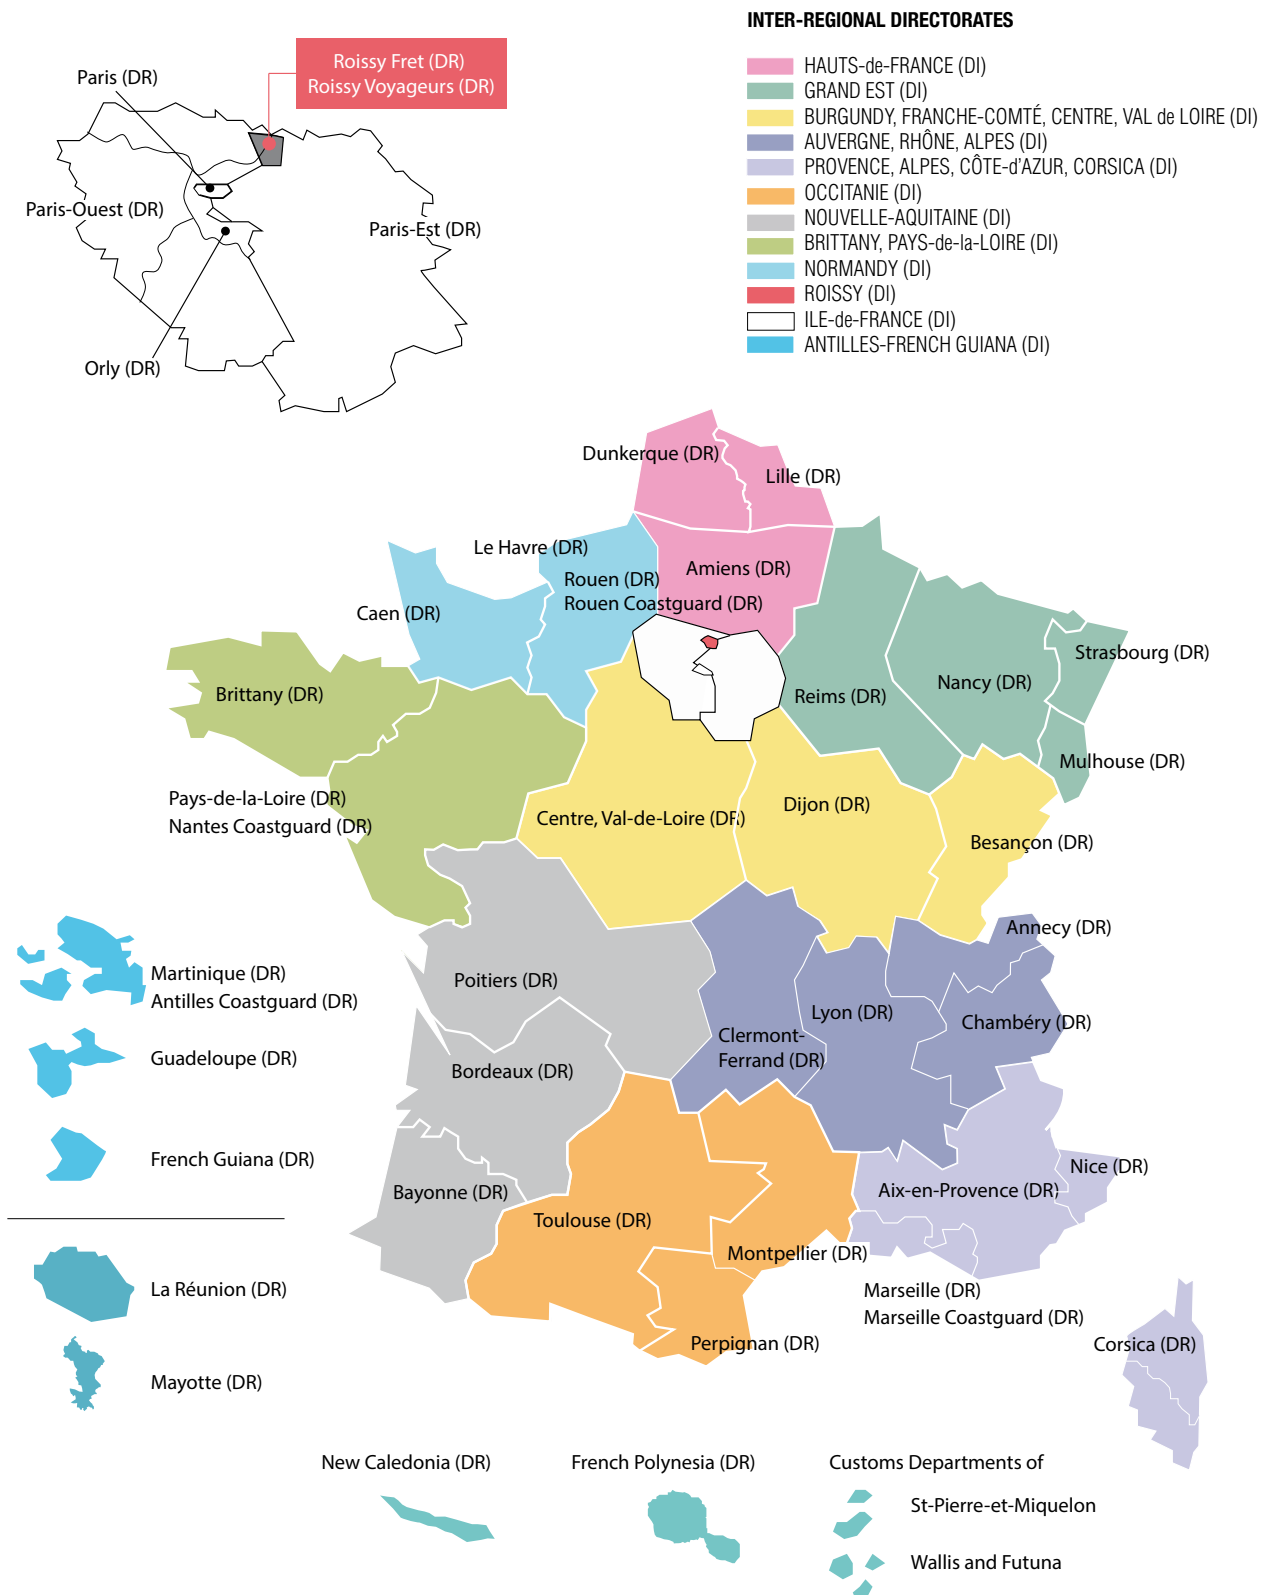 INTER-REGIONAL DIRECTORATES
HAUTS-de-FRANCE (DI)
GRAND EST (DI)
BURGUNDY, FRANCHE-COMTÉ, CENTRE, VAL de LOIRE (DI)
AUVERGNE, RHÔNE, ALPES (DI)
PROVENCE, ALPES, CÔTE-d'AZUR, CORSICA (DI)
OCCITANIE (DI)
NOUVELLE-AQUITAINE (DI)
BRITTANY, PAYS-de-la-LOIRE (DI)
NORMANDY (DI)
ROISSY (DI)
ILE-de-FRANCE (DI)
ANTILLES-FRENCH GUIANA (DI)
Roissy Fret (DR)
Roissy Voyageurs (DR)
Paris (DR)
Paris-Ouest (DR)
Paris-Est (DR)
Orly (DR)
Dunkerque (DR)
Lille (DR)
Le Havre (DR)
Amiens (DR)
Rouen (DR)
Rouen Coastguard (DR)
Caen (DR)
Strasbourg (DR)
Brittany (DR)
Reims (DR)
Nancy (DR)
Mulhouse (DR)
Pays-de-la-Loire (DR)
Nantes Coastguard (DR)
Centre, Val-de-Loire (DR)
Dijon (DR)
Besançon (DR)
Annecy (DR)
Martinique (DR)
Antilles Coastguard (DR)
Poitiers (DR)
Lyon (DR)
Chambéry (DR)
Clermont-
Ferrand (DR)
Guadeloupe (DR)
Bordeaux (DR)
French Guiana (DR)
Nice (DR)
Bayonne (DR)
Aix-en-Provence (DR)
Toulouse (DR)
Montpellier (DR)
La Réunion (DR)
Marseille (DR)
Marseille Coastguard (DR)
Perpignan (DR)
Corsica (DR)
Mayotte (DR)
New Caledonia (DR)
French Polynesia (DR)
Customs Departments of
St-Pierre-et-Miquelon
Wallis and Futuna